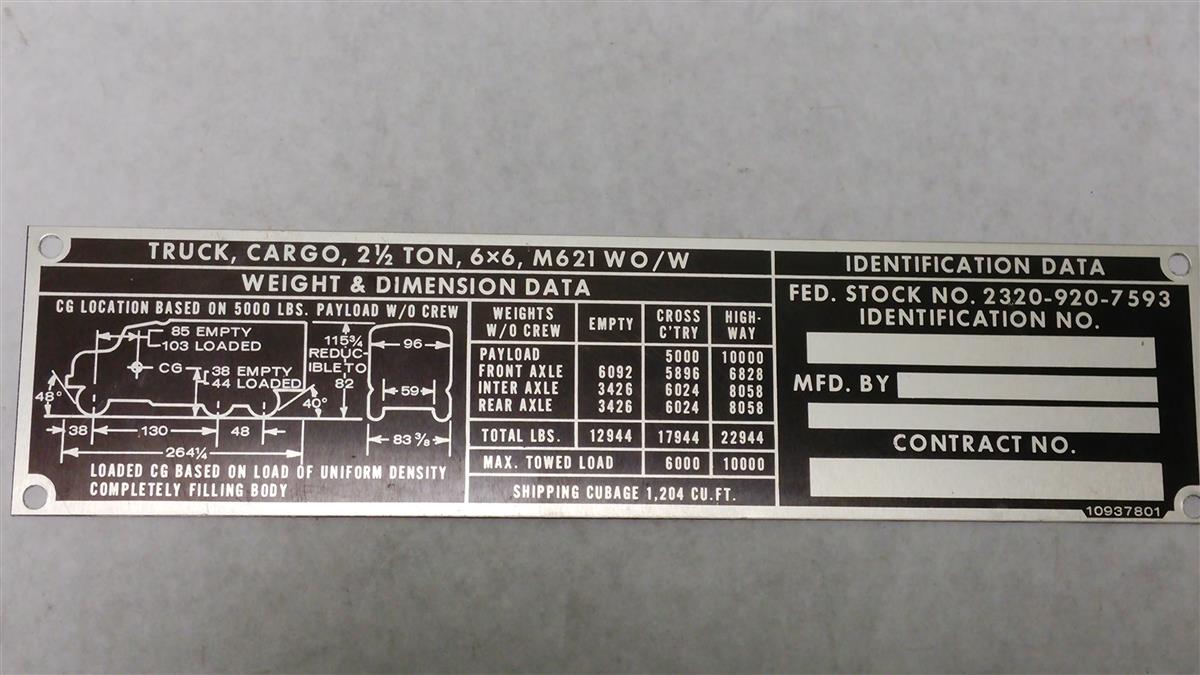 TRUCK, CARGO, 2½ TON, 6×6, M621 WO/W
WEIGHT & DIMENSION DATA
CG LOCATION BASED ON 5000 LBS. PAYLOAD W/O CREW
85 EMPTY
103 LOADED
CG
38 EMPTY
44 LOADED
48°
40°
115¾
REDUC-
IBLE TO
82
96
59
38
130
48
83 ⅜
264¼
LOADED CG BASED ON LOAD OF UNIFORM DENSITY
COMPLETELY FILLING BODY
WEIGHTS W/O CREW EMPTY CROSS C'TRY HIGH-WAY
PAYLOAD 5000 10000
FRONT AXLE 6092 5896 6828
INTER AXLE 3426 6024 8058
REAR AXLE 3426 6024 8058
TOTAL LBS. 12944 17944 22944
MAX. TOWED LOAD 6000 10000
SHIPPING CUBAGE 1,204 CU.FT.
IDENTIFICATION DATA
FED. STOCK NO. 2320-920-7593
IDENTIFICATION NO.
MFD. BY
CONTRACT NO.
10937801